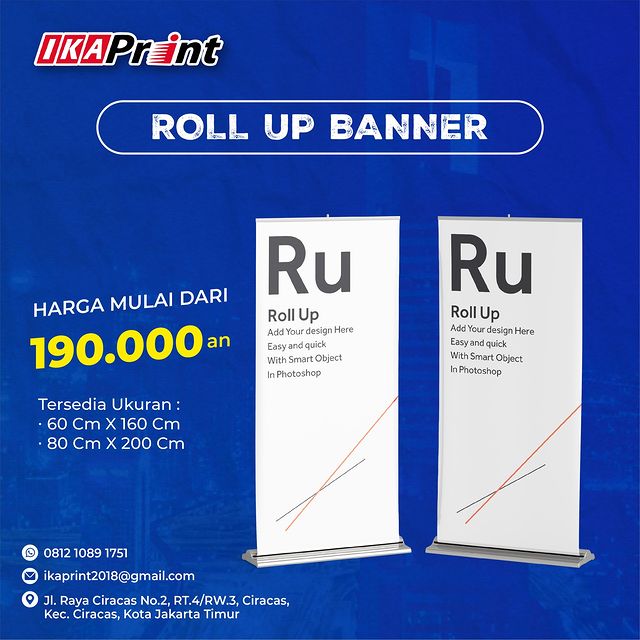 IKAPrint
ROLL UP BANNER
HARGA MULAI DARI
190.000an
Tersedia Ukuran :
· 60 Cm X 160 Cm
· 80 Cm X 200 Cm
Ru
Roll Up
Add Your design Here
Easy and quick
With Smart Object
In Photoshop
Ru
Roll Up
Add Your design Here
Easy and quick
With Smart Object
In Photoshop
0812 1089 1751
ikaprint2018@gmail.com
Jl. Raya Ciracas No.2, RT.4/RW.3, Ciracas,
Kec. Ciracas, Kota Jakarta Timur